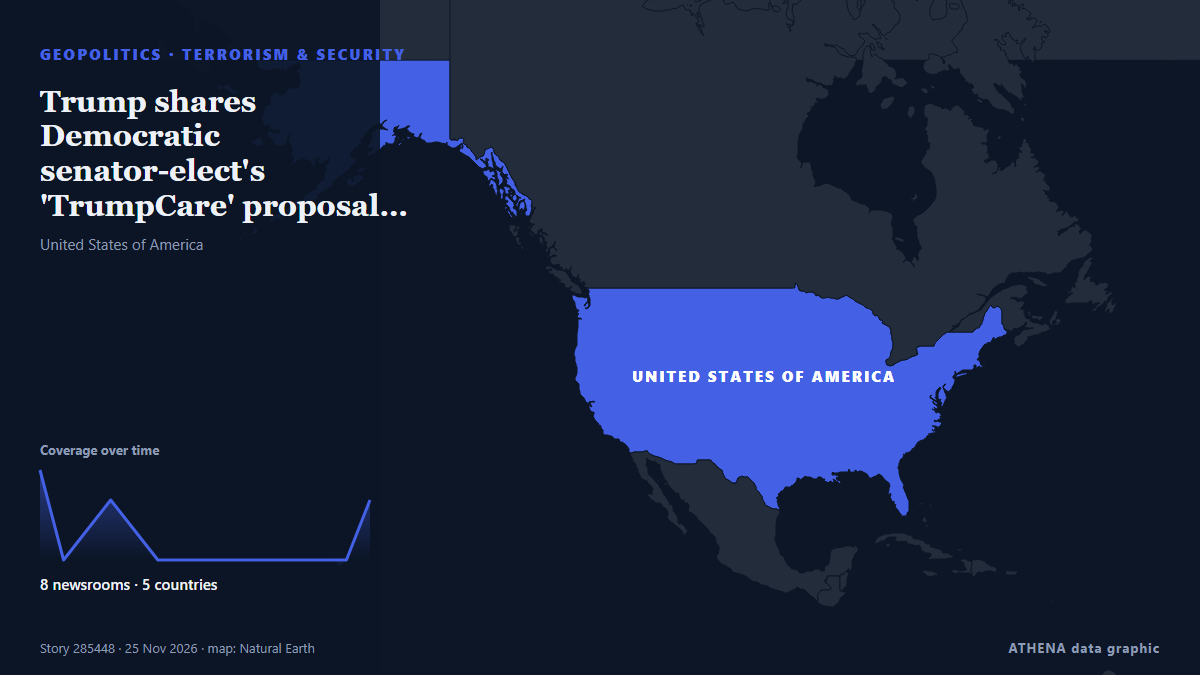 GEOPOLITICS · TERRORISM & SECURITY
Trump shares
Democratic
senator-elect's
'TrumpCare' proposal...
United States of America
UNITED STATES OF AMERICA
Coverage over time
8 newsrooms · 5 countries
Story 285448 · 25 Nov 2026 · map: Natural Earth
ATHENA data graphic